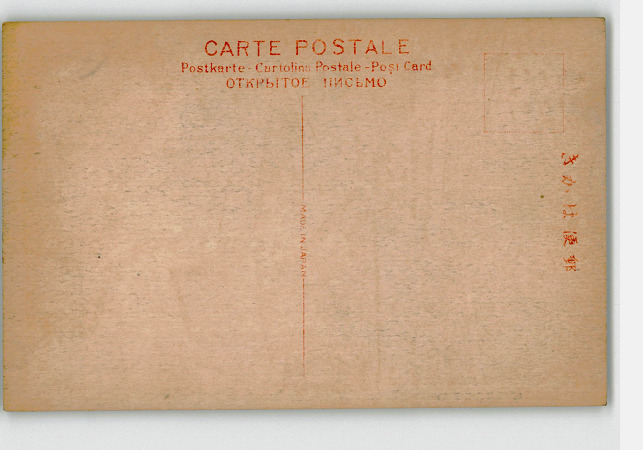 CARTE POSTALE
Postkarte - Cartolina Postale - Post Card
ОТКРЫТОЕ ПИСЬМО
MADE IN JAPAN
きかは便郵